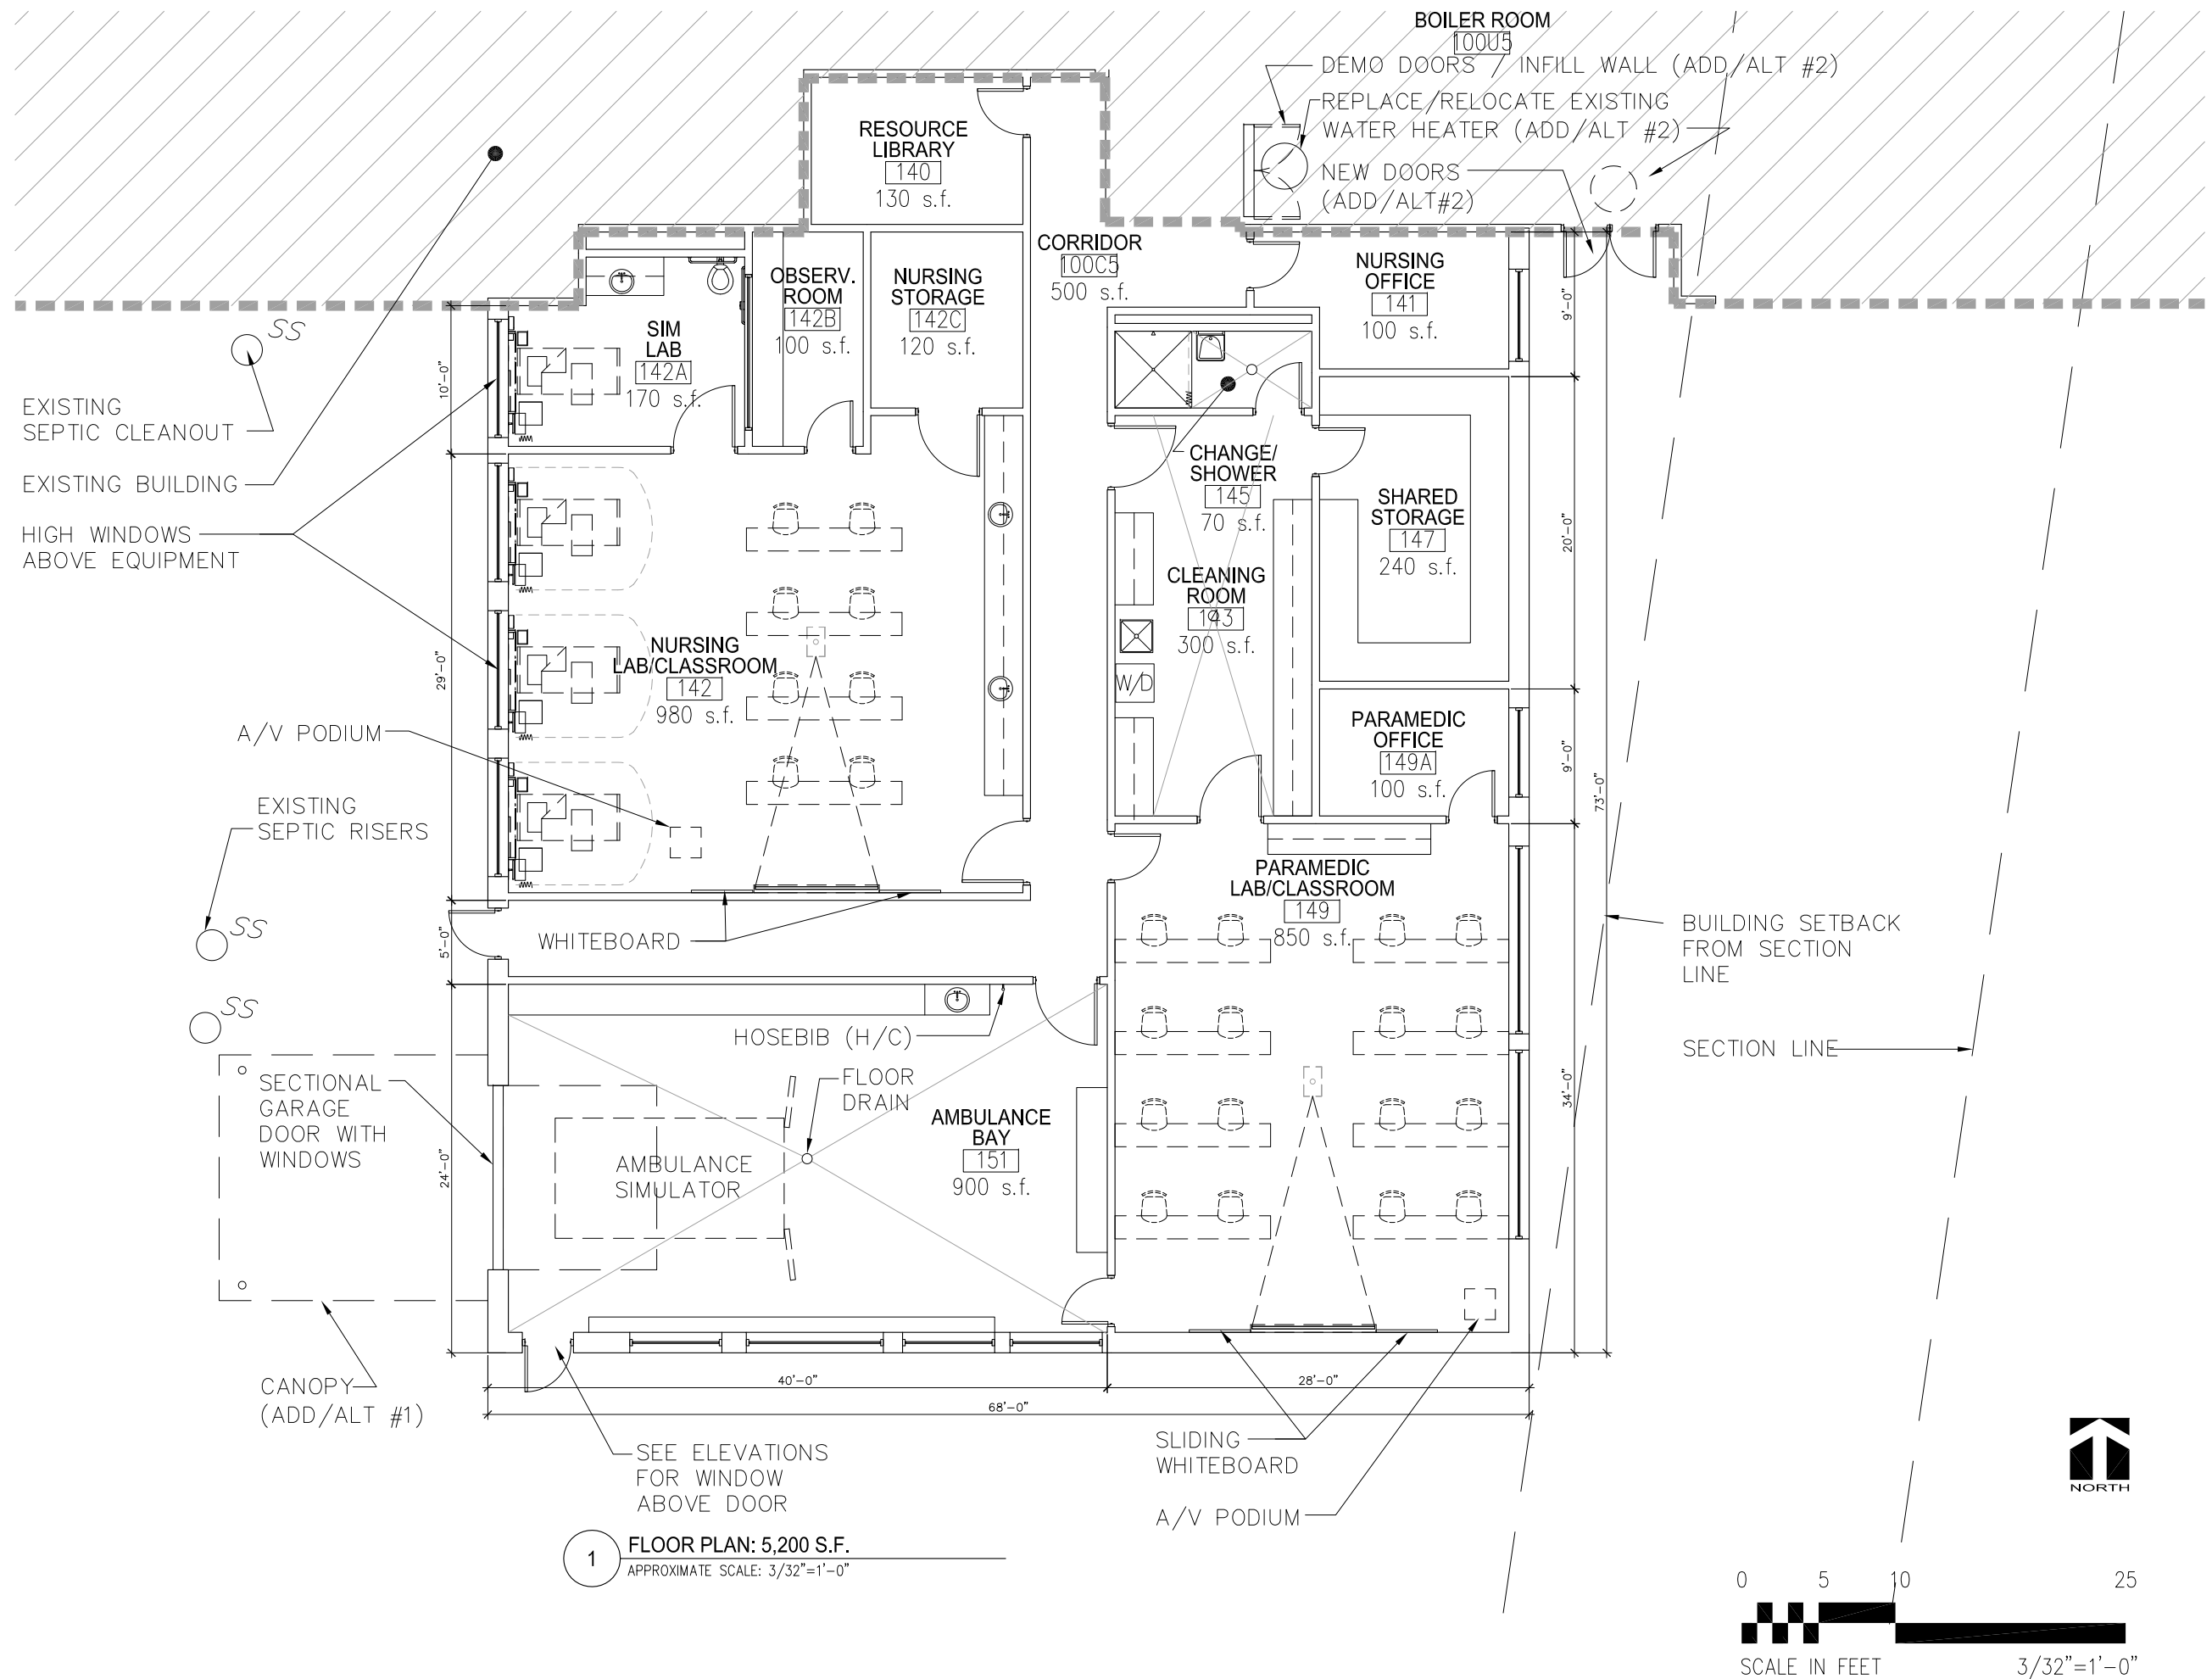 BOILER ROOM
100U5
DEMO DOORS / INFILL WALL (ADD/ALT #2)
REPLACE/RELOCATE EXISTING
WATER HEATER (ADD/ALT #2)
NEW DOORS
(ADD/ALT#2)
RESOURCE
LIBRARY
140
130 s.f.
CORRIDOR
100C5
500 s.f.
NURSING
OFFICE
141
100 s.f.
OBSERV.
ROOM
142B
100 s.f.
NURSING
STORAGE
142C
120 s.f.
SIM
LAB
142A
170 s.f.
SS
EXISTING
SEPTIC CLEANOUT
EXISTING BUILDING
HIGH WINDOWS
ABOVE EQUIPMENT
10'-0"
9'-0"
CHANGE/
SHOWER
145
70 s.f.
SHARED
STORAGE
147
240 s.f.
20'-0"
CLEANING
ROOM
143
300 s.f.
W/D
NURSING
LAB/CLASSROOM
142
980 s.f.
29'-0"
A/V PODIUM
PARAMEDIC
OFFICE
149A
100 s.f.
9'-0"
73'-0"
EXISTING
SEPTIC RISERS
SS
SS
PARAMEDIC
LAB/CLASSROOM
149
850 s.f.
WHITEBOARD
5'-0"
BUILDING SETBACK
FROM SECTION
LINE
SECTION LINE
HOSEBIB (H/C)
FLOOR
DRAIN
SECTIONAL
GARAGE
DOOR WITH
WINDOWS
AMBULANCE
SIMULATOR
AMBULANCE
BAY
151
900 s.f.
24'-0"
34'-0"
CANOPY
(ADD/ALT #1)
40'-0"
28'-0"
68'-0"
SEE ELEVATIONS
FOR WINDOW
ABOVE DOOR
SLIDING
WHITEBOARD
A/V PODIUM
NORTH
1
FLOOR PLAN: 5,200 S.F.
APPROXIMATE SCALE: 3/32"=1'-0"
0 5 10 25
SCALE IN FEET 3/32"=1'-0"